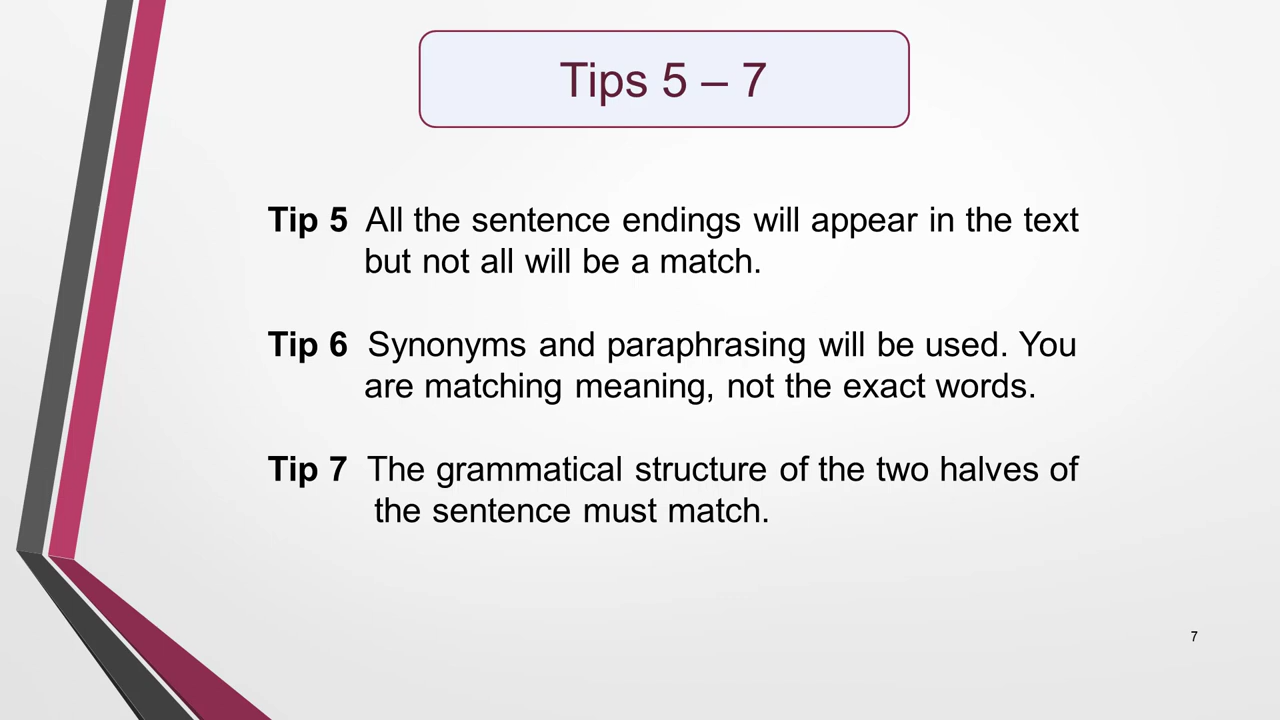 Tips 5 – 7
Tip 5 All the sentence endings will appear in the text
but not all will be a match.
Tip 6 Synonyms and paraphrasing will be used. You
are matching meaning, not the exact words.
Tip 7 The grammatical structure of the two halves of
the sentence must match.
7